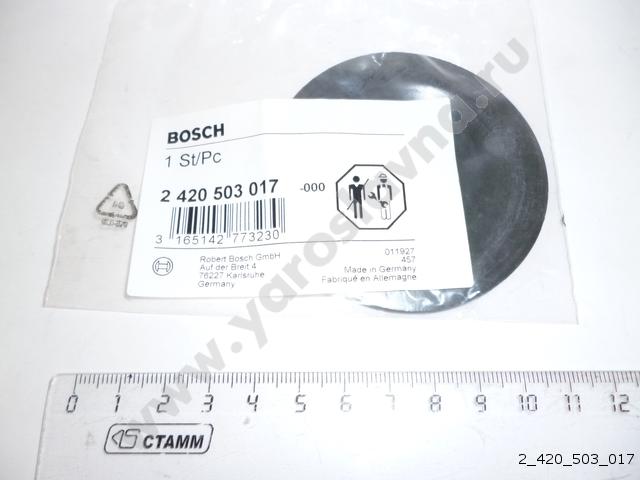 BOSCH
1 St/Pc
2 420 503 017 -000
3 165142 773230
Robert Bosch GmbH
Auf der Breit 4
76227 Karlsruhe
Germany
011927
457
Made in Germany
Fabriqué en Allemagne
www.yaroslovna.ru
0 1 2 3 4 5 6 7 8 9 10 11 12
СТАММ
2_420_503_017